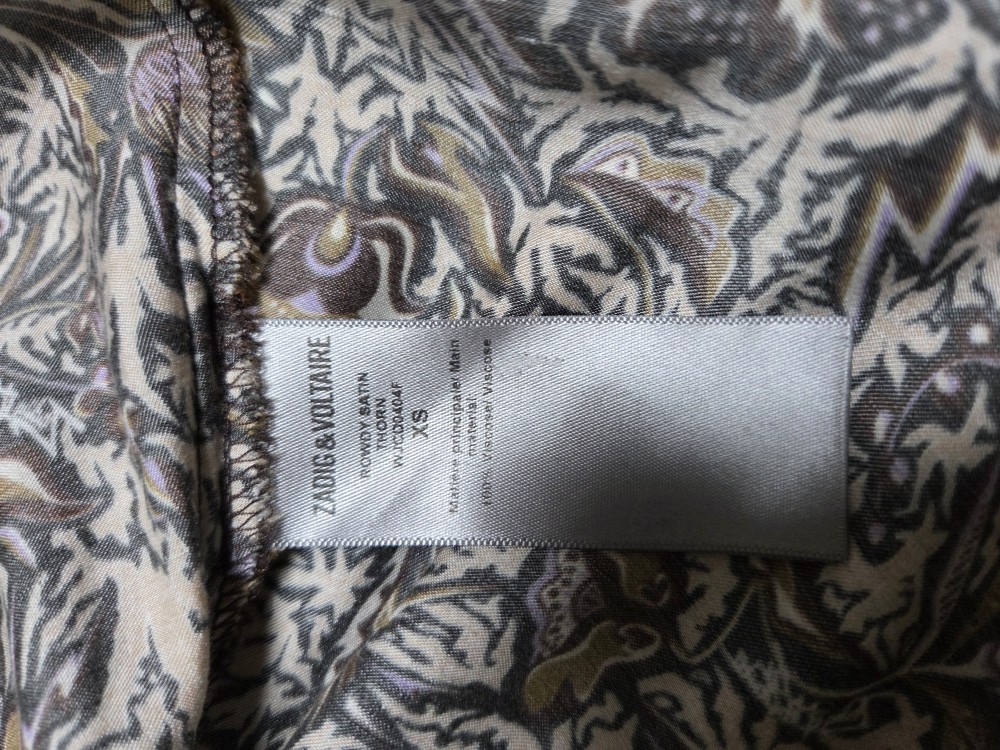 ZADIG&VOLTAIRE
ROWDY SATIN
THORN
WJCD0404F
XS
Matière principale/ Main
material:
100% Viscose/ Viscose